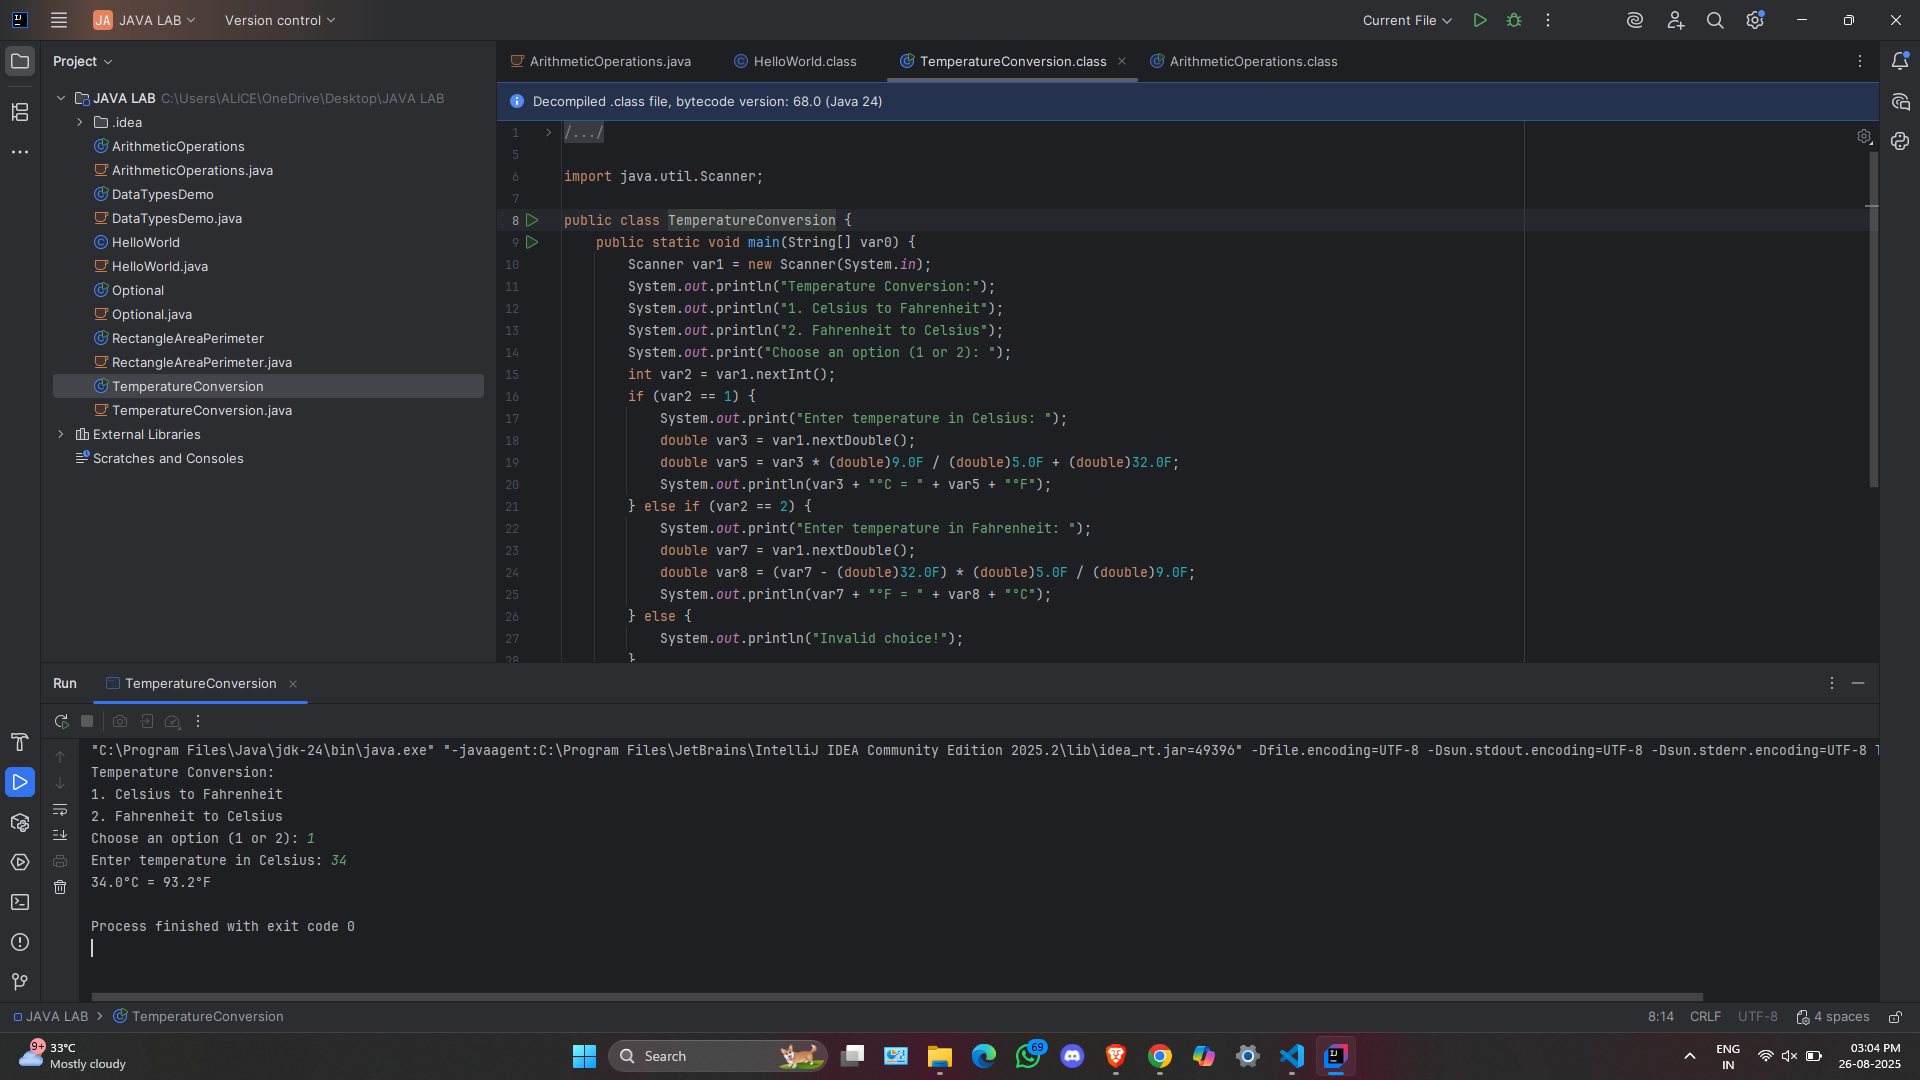 JA JAVA LAB Version control Current File
Project
ArithmeticOperations.java HelloWorld.class TemperatureConversion.class ArithmeticOperations.class
Decompiled .class file, bytecode version: 68.0 (Java 24)
JAVA LAB C:\Users\ALICE\OneDrive\Desktop\JAVA LAB
.idea
ArithmeticOperations
ArithmeticOperations.java
DataTypesDemo
DataTypesDemo.java
HelloWorld
HelloWorld.java
Optional
Optional.java
RectangleAreaPerimeter
RectangleAreaPerimeter.java
TemperatureConversion
TemperatureConversion.java
External Libraries
Scratches and Consoles
1 /.../
5
6 import java.util.Scanner;
7
8 public class TemperatureConversion {
9 public static void main(String[] var0) {
10 Scanner var1 = new Scanner(System.in);
11 System.out.println("Temperature Conversion:");
12 System.out.println("1. Celsius to Fahrenheit");
13 System.out.println("2. Fahrenheit to Celsius");
14 System.out.print("Choose an option (1 or 2): ");
15 int var2 = var1.nextInt();
16 if (var2 == 1) {
17 System.out.print("Enter temperature in Celsius: ");
18 double var3 = var1.nextDouble();
19 double var5 = var3 * (double)9.0F / (double)5.0F + (double)32.0F;
20 System.out.println(var3 + "°C = " + var5 + "°F");
21 } else if (var2 == 2) {
22 System.out.print("Enter temperature in Fahrenheit: ");
23 double var7 = var1.nextDouble();
24 double var8 = (var7 - (double)32.0F) * (double)5.0F / (double)9.0F;
25 System.out.println(var7 + "°F = " + var8 + "°C");
26 } else {
27 System.out.println("Invalid choice!");
28 }
Run TemperatureConversion
"C:\Program Files\Java\jdk-24\bin\java.exe" "-javaagent:C:\Program Files\JetBrains\IntelliJ IDEA Community Edition 2025.2\lib\idea_rt.jar=49396" -Dfile.encoding=UTF-8 -Dsun.stdout.encoding=UTF-8 -Dsun.stderr.encoding=UTF-8
Temperature Conversion:
1. Celsius to Fahrenheit
2. Fahrenheit to Celsius
Choose an option (1 or 2): 1
Enter temperature in Celsius: 34
34.0°C = 93.2°F
Process finished with exit code 0
JAVA LAB TemperatureConversion 8:14 CRLF UTF-8 4 spaces
9+ 33°C
Mostly cloudy
Search
69
ENG
IN
03:04 PM
26-08-2025